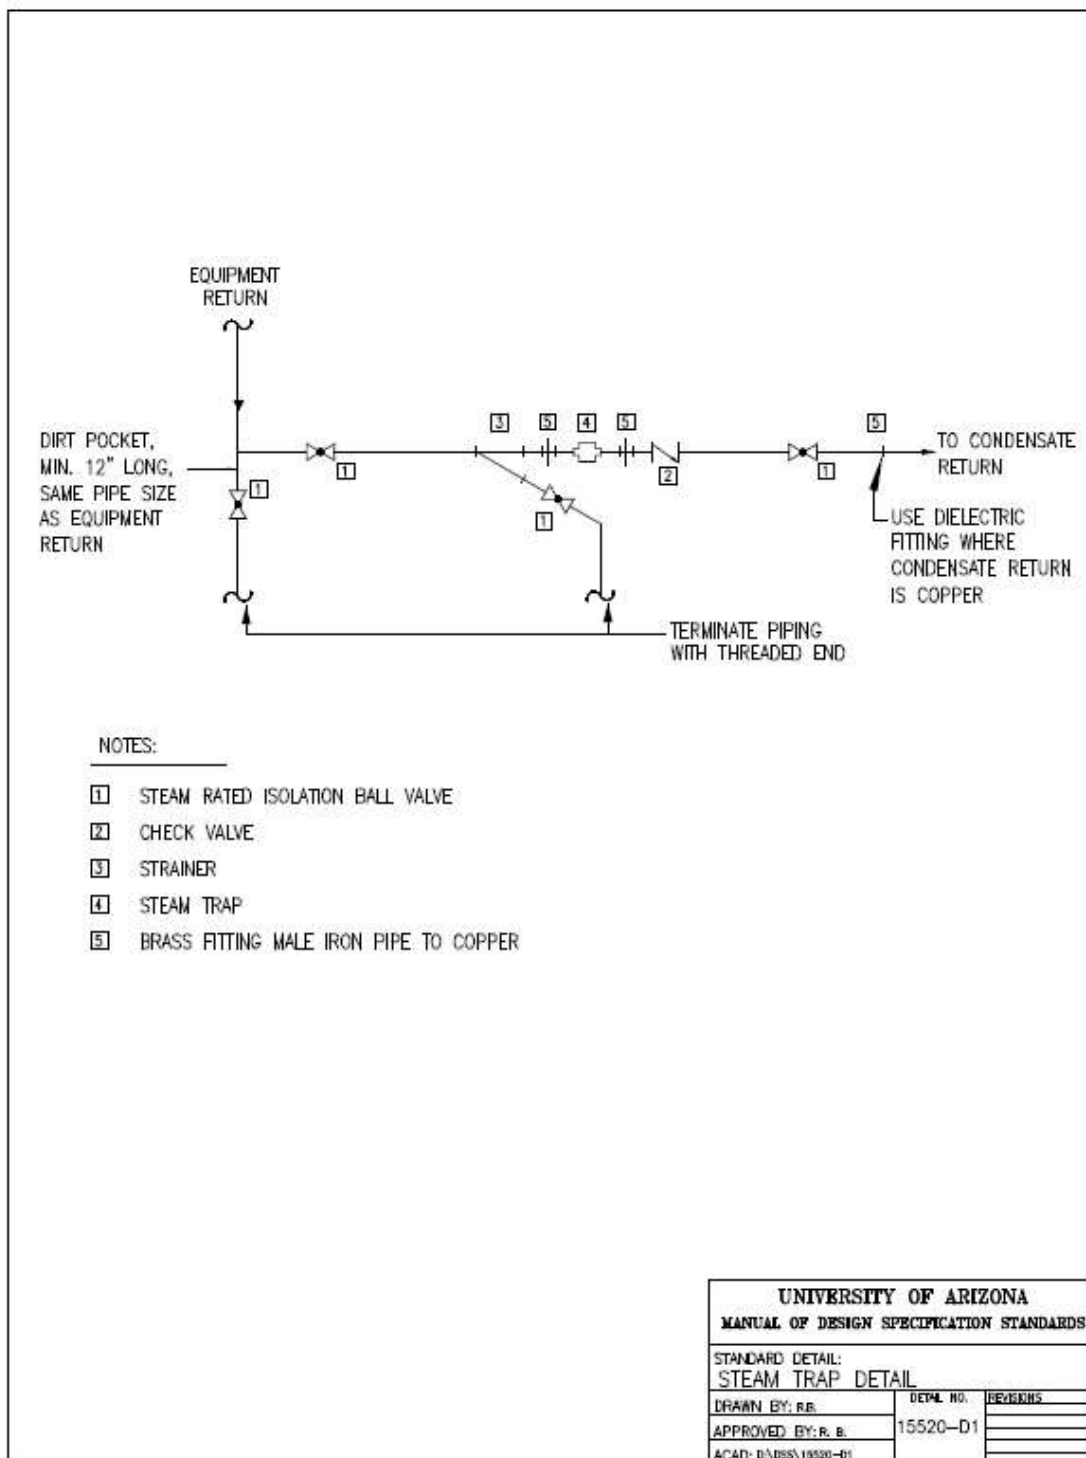 EQUIPMENT
RETURN
DIRT POCKET,
MIN. 12" LONG,
SAME PIPE SIZE
AS EQUIPMENT
RETURN
1
1
3
5
4
5
2
1
1
5
TO CONDENSATE
RETURN
USE DIELECTRIC
FITTING WHERE
CONDENSATE RETURN
IS COPPER
TERMINATE PIPING
WITH THREADED END
NOTES:
1 STEAM RATED ISOLATION BALL VALVE
2 CHECK VALVE
3 STRAINER
4 STEAM TRAP
5 BRASS FITTING MALE IRON PIPE TO COPPER
UNIVERSITY OF ARIZONA
MANUAL OF DESIGN SPECIFICATION STANDARDS
STANDARD DETAIL:
STEAM TRAP DETAIL
DRAWN BY: R.B.
DETAIL NO.
REVISIONS
15520-D1
APPROVED BY: R. B.
ACAD: D:\DSS\15520-D1